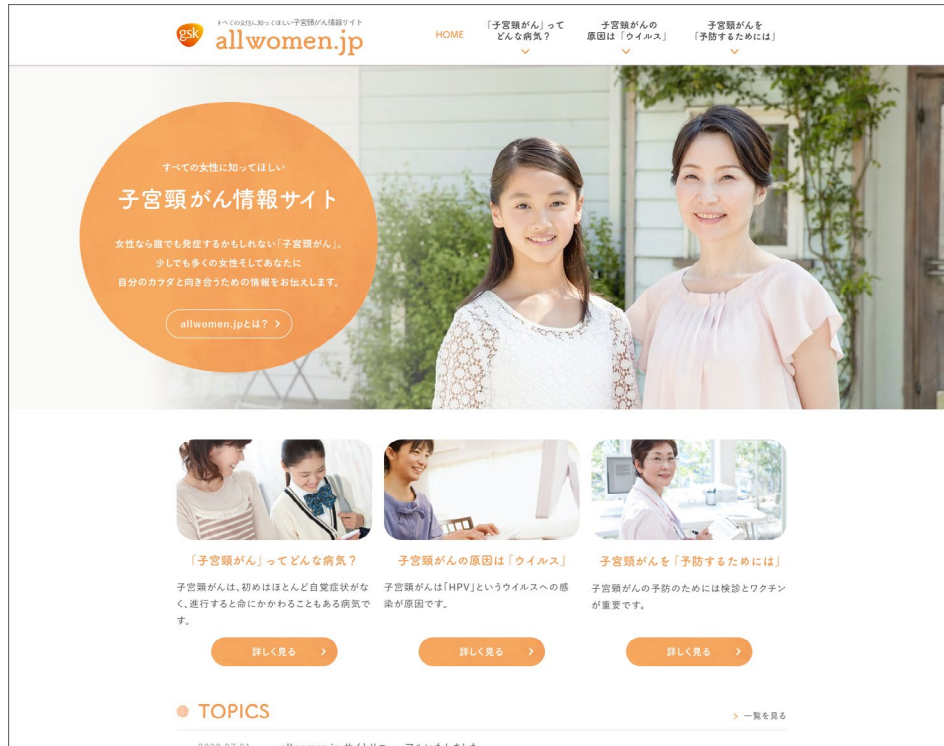 gsk
すべての女性に知ってほしい子宮頸がん情報サイト
allwomen.jp
HOME
「子宮頸がん」って
どんな病気？
子宮頸がんの
原因は「ウイルス」
子宮頸がんを
「予防するためには」
すべての女性に知ってほしい
子宮頸がん情報サイト
女性なら誰でも発症するかもしれない「子宮頸がん」。
少しでも多くの女性そしてあなたに
自分のカラダと向き合うための情報をお伝えします。
allwomen.jpとは？
「子宮頸がん」ってどんな病気？
子宮頸がんは、初めはほとんど自覚症状がな
く、進行すると命にかかわることもある病気で
す。
詳しく見る
子宮頸がんの原因は「ウイルス」
子宮頸がんは「HPV」というウイルスへの感
染が原因です。
詳しく見る
子宮頸がんを「予防するためには」
子宮頸がんの予防のためには検診とワクチン
が重要です。
詳しく見る
TOPICS
一覧を見る